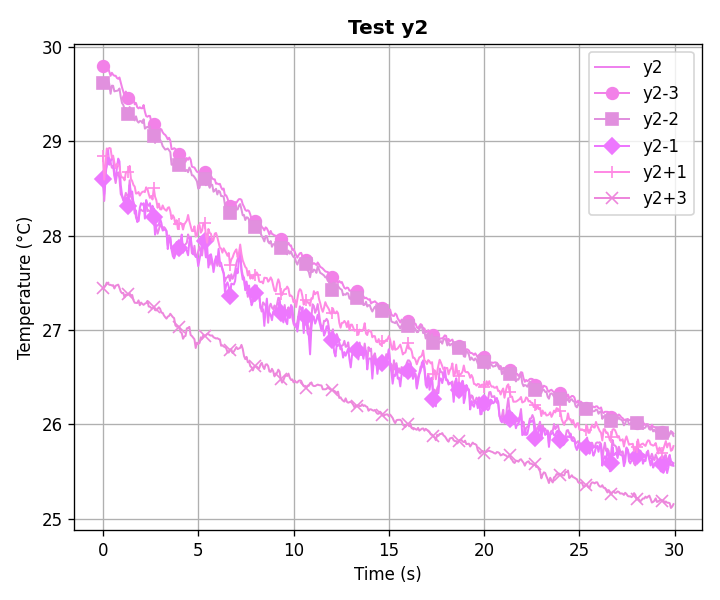 Test y2
30
29
28
27
26
25
Temperature (°C)
0 5 10 15 20 25 30
Time (s)
y2
y2-3
y2-2
y2-1
y2+1
y2+3